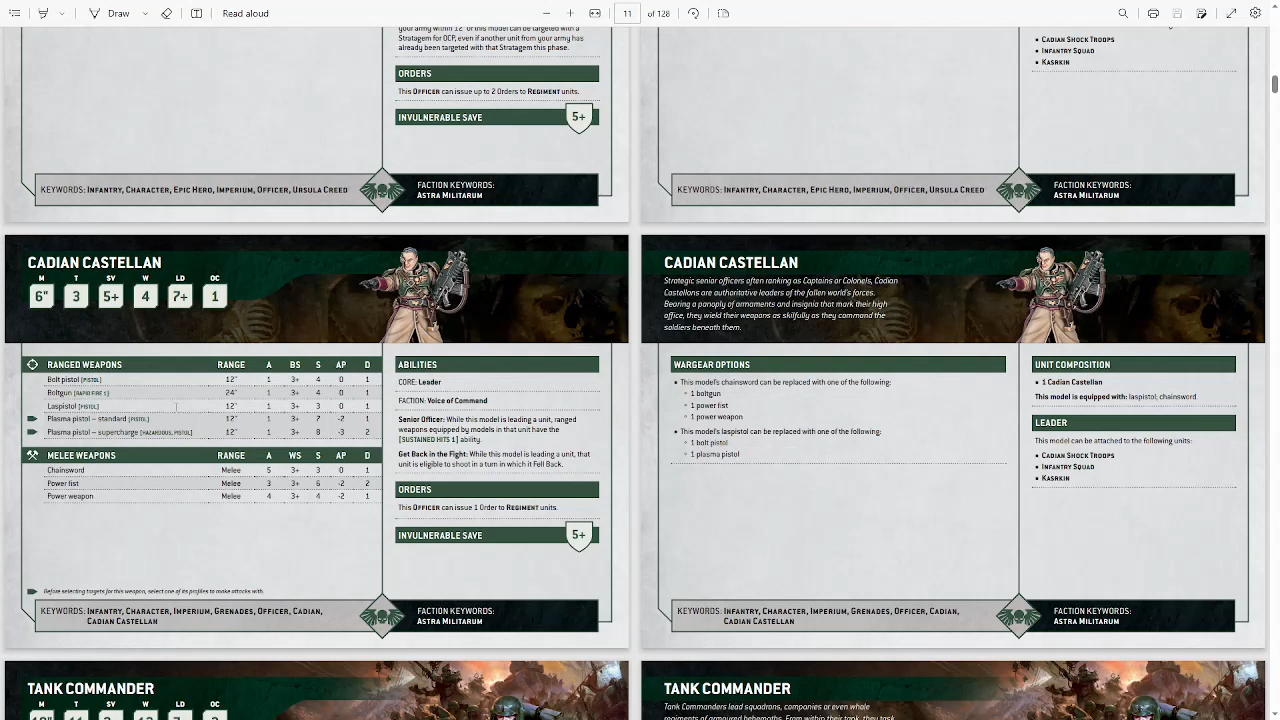 Draw
Read aloud
11
of 128
your army within 12" of this model can be targeted with a
Stratagem for 0CP, even if another unit from your army has
already been targeted with that Stratagem this phase.
ORDERS
This OFFICER can issue up to 2 Orders to REGIMENT units.
INVULNERABLE SAVE
5+
KEYWORDS: INFANTRY, CHARACTER, EPIC HERO, IMPERIUM, OFFICER, URSULA CREED
FACTION KEYWORDS:
ASTRA MILITARUM
▪ CADIAN SHOCK TROOPS
▪ INFANTRY SQUAD
▪ KASRKIN
KEYWORDS: INFANTRY, CHARACTER, EPIC HERO, IMPERIUM, OFFICER, URSULA CREED
FACTION KEYWORDS:
ASTRA MILITARUM
CADIAN CASTELLAN
M T SV W LD OC
6" 3 5+ 4 7+ 1
RANGED WEAPONS RANGE A BS S AP D
Bolt pistol [PISTOL] 12" 1 3+ 4 0 1
Boltgun [RAPID FIRE 1] 24" 1 3+ 4 0 1
Laspistol [PISTOL] 12" 1 3+ 3 0 1
Plasma pistol – standard [PISTOL] 12" 1 3+ 7 -2 1
Plasma pistol – supercharge [HAZARDOUS, PISTOL] 12" 1 3+ 8 -3 2
MELEE WEAPONS RANGE A WS S AP D
Chainsword Melee 5 3+ 3 0 1
Power fist Melee 3 3+ 6 -2 2
Power weapon Melee 4 3+ 4 -2 1
Before selecting targets for this weapon, select one of its profiles to make attacks with.
ABILITIES
CORE: Leader
FACTION: Voice of Command
Senior Officer: While this model is leading a unit, ranged
weapons equipped by models in that unit have the
[SUSTAINED HITS 1] ability.
Get Back in the Fight: While this model is leading a unit, that
unit is eligible to shoot in a turn in which it Fell Back.
ORDERS
This OFFICER can issue 1 Order to REGIMENT units.
INVULNERABLE SAVE
5+
KEYWORDS: INFANTRY, CHARACTER, IMPERIUM, GRENADES, OFFICER, CADIAN,
CADIAN CASTELLAN
FACTION KEYWORDS:
ASTRA MILITARUM
CADIAN CASTELLAN
Strategic senior officers often ranking as Captains or Colonels, Cadian
Castellans are authoritative leaders of the fallen world's forces.
Bearing a panoply of armaments and insignia that mark their high
office, they wield their weapons as skilfully as they command the
soldiers beneath them.
WARGEAR OPTIONS
▪ This model's chainsword can be replaced with one of the following:
◦ 1 boltgun
◦ 1 power fist
◦ 1 power weapon
▪ This model's laspistol can be replaced with one of the following:
◦ 1 bolt pistol
◦ 1 plasma pistol
UNIT COMPOSITION
▪ 1 Cadian Castellan
This model is equipped with: laspistol; chainsword.
LEADER
This model can be attached to the following units:
▪ CADIAN SHOCK TROOPS
▪ INFANTRY SQUAD
▪ KASRKIN
KEYWORDS: INFANTRY, CHARACTER, IMPERIUM, GRENADES, OFFICER, CADIAN,
CADIAN CASTELLAN
FACTION KEYWORDS:
ASTRA MILITARUM
TANK COMMANDER
M T SV W LD OC
TANK COMMANDER
Tank Commanders lead squadrons, companies or even whole
regiments of armoured behemoths. From within their tank, they task